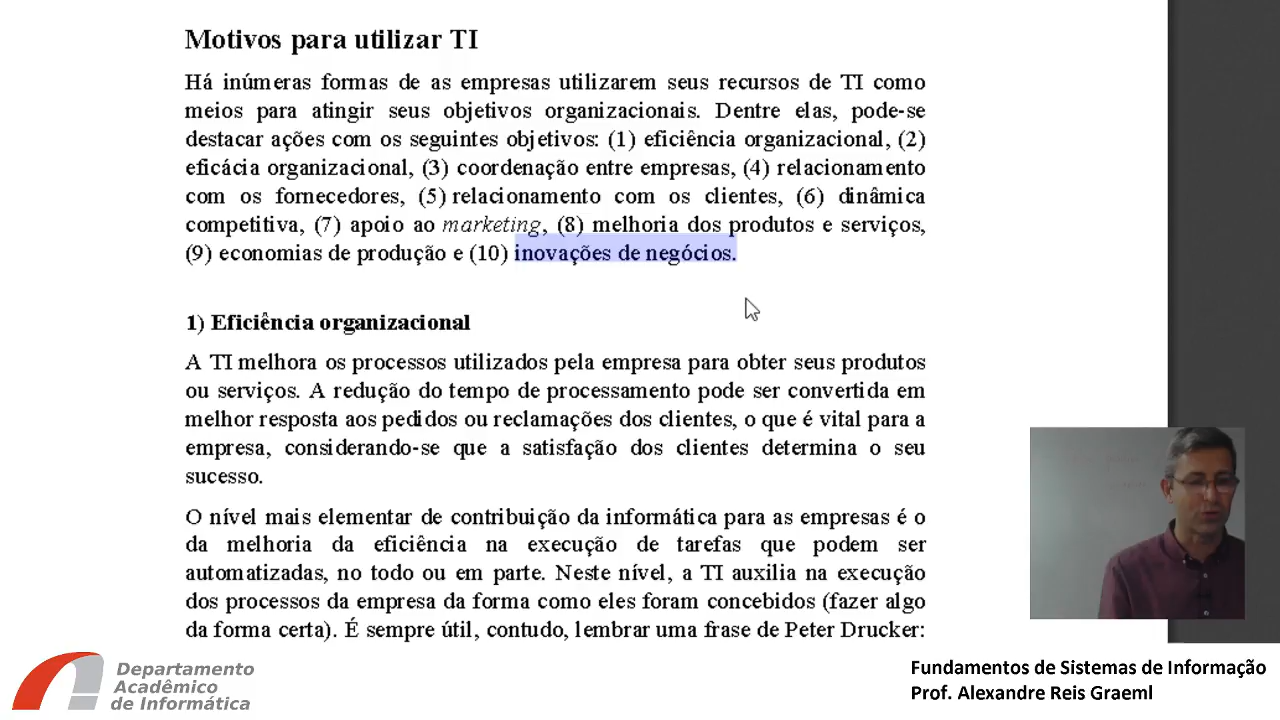 Motivos para utilizar TI
Há inúmeras formas de as empresas utilizarem seus recursos de TI como
meios para atingir seus objetivos organizacionais. Dentre elas, pode-se
destacar ações com os seguintes objetivos: (1) eficiência organizacional, (2)
eficácia organizacional, (3) coordenação entre empresas, (4) relacionamento
com os fornecedores, (5) relacionamento com os clientes, (6) dinâmica
competitiva, (7) apoio ao marketing, (8) melhoria dos produtos e serviços,
(9) economias de produção e (10) inovações de negócios.
1) Eficiência organizacional
A TI melhora os processos utilizados pela empresa para obter seus produtos
ou serviços. A redução do tempo de processamento pode ser convertida em
melhor resposta aos pedidos ou reclamações dos clientes, o que é vital para a
empresa, considerando-se que a satisfação dos clientes determina o seu
sucesso.
O nível mais elementar de contribuição da informática para as empresas é o
da melhoria da eficiência na execução de tarefas que podem ser
automatizadas, no todo ou em parte. Neste nível, a TI auxilia na execução
dos processos da empresa da forma como eles foram concebidos (fazer algo
da forma certa). É sempre útil, contudo, lembrar uma frase de Peter Drucker:
Departamento
Acadêmico
de Informática
Fundamentos de Sistemas de Informação
Prof. Alexandre Reis Graeml